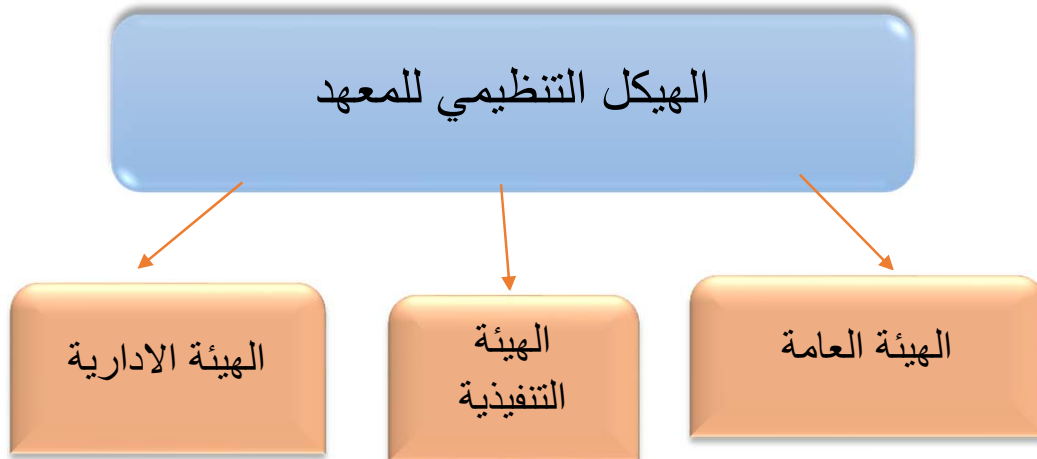 الهيكل التنظيمي للمعهد
الهيئة العامة
الهيئة
التنفيذية
الهيئة الادارية